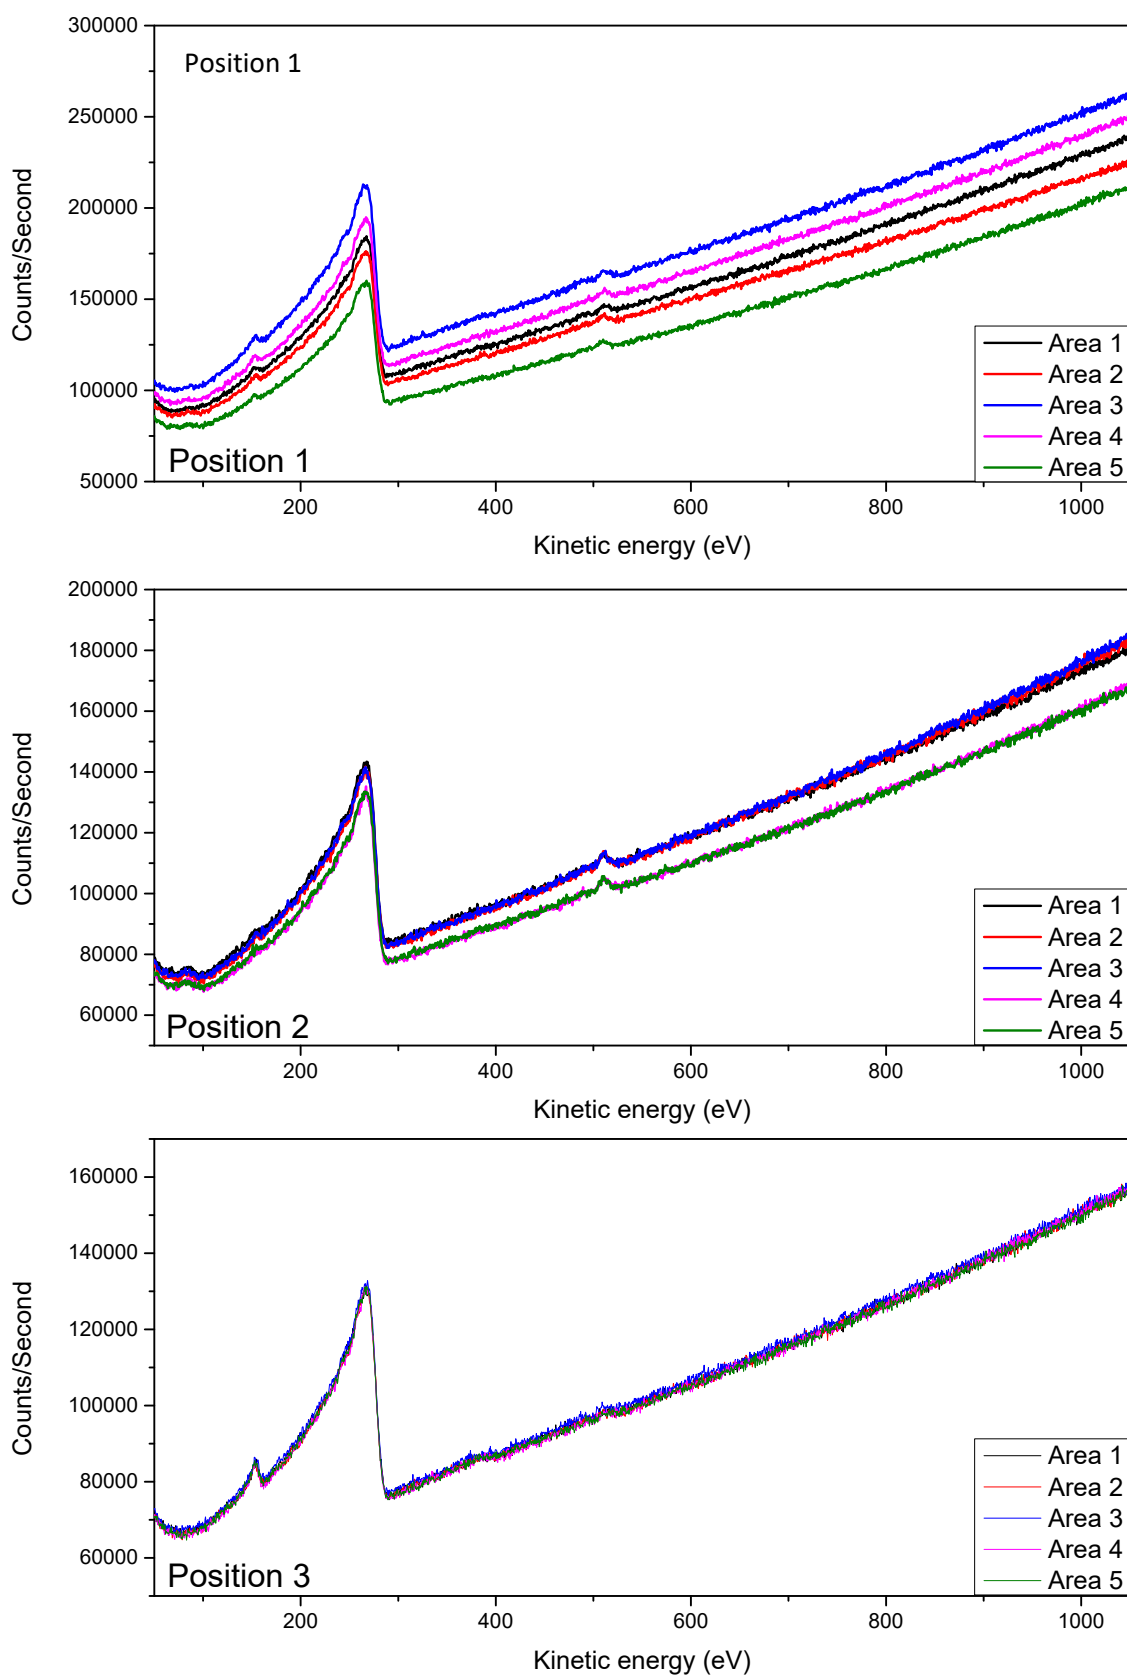 300000
250000
200000
150000
100000
50000
Counts/Second
Position 1
Position 1
Area 1
Area 2
Area 3
Area 4
Area 5
200
400
600
800
1000
Kinetic energy (eV)
200000
180000
160000
140000
120000
100000
80000
60000
Counts/Second
Position 2
Area 1
Area 2
Area 3
Area 4
Area 5
200
400
600
800
1000
Kinetic energy (eV)
160000
140000
120000
100000
80000
60000
Counts/Second
Position 3
Area 1
Area 2
Area 3
Area 4
Area 5
200
400
600
800
1000
Kinetic energy (eV)